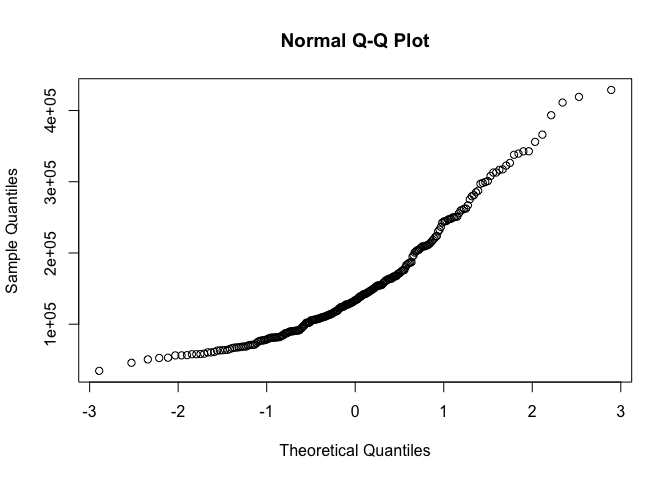 Normal Q-Q Plot
4e+05
3e+05
2e+05
1e+05
Sample Quantiles
-3 -2 -1 0 1 2 3
Theoretical Quantiles